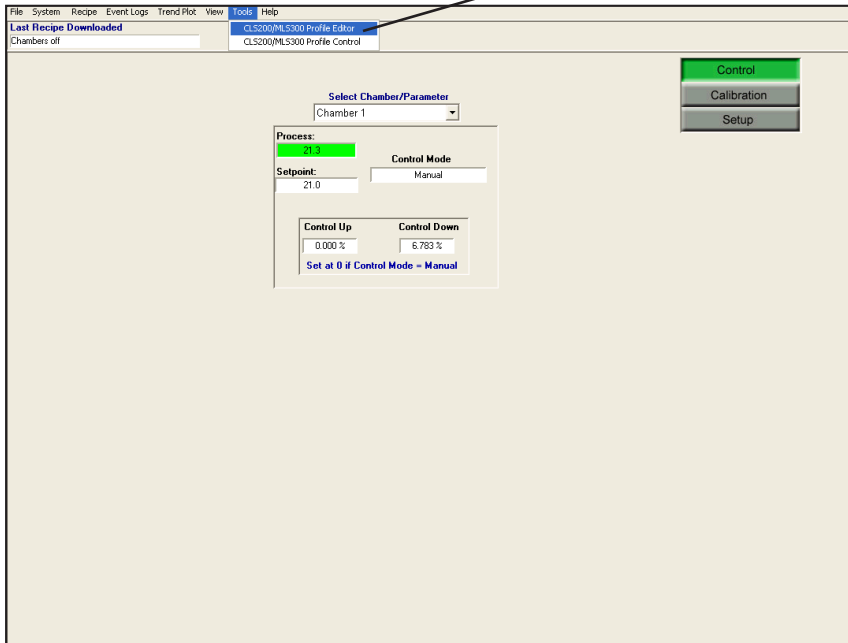 File System Recipe Event Logs Trend Plot View Tools Help
Last Recipe Downloaded
Chambers off
CLS200/MLS300 Profile Editor
CLS200/MLS300 Profile Control
Control
Calibration
Setup
Select Chamber/Parameter
Chamber 1
Process:
21.3
Control Mode
Manual
Setpoint:
21.0
Control Up Control Down
0.000 % 6.783 %
Set at 0 if Control Mode = Manual